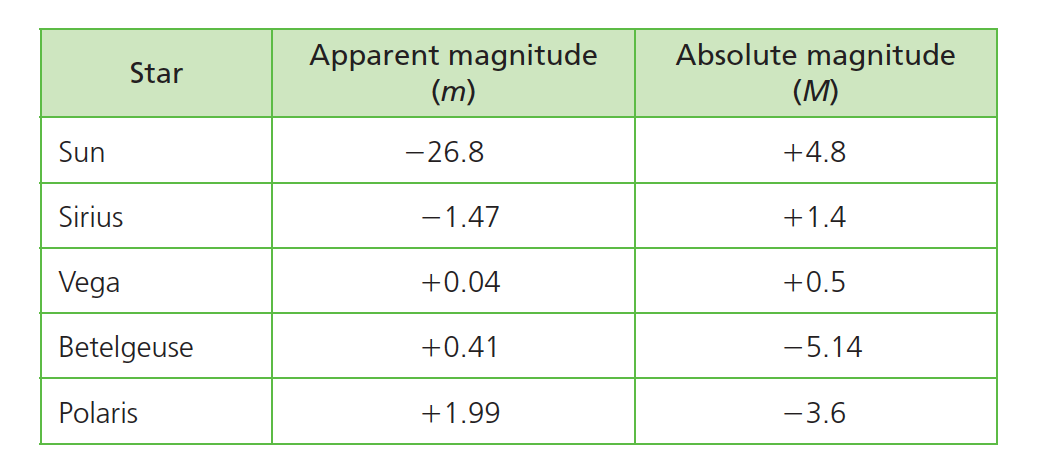 Star Apparent magnitude (m) Absolute magnitude (M)
Sun −26.8 +4.8
Sirius −1.47 +1.4
Vega +0.04 +0.5
Betelgeuse +0.41 −5.14
Polaris +1.99 −3.6